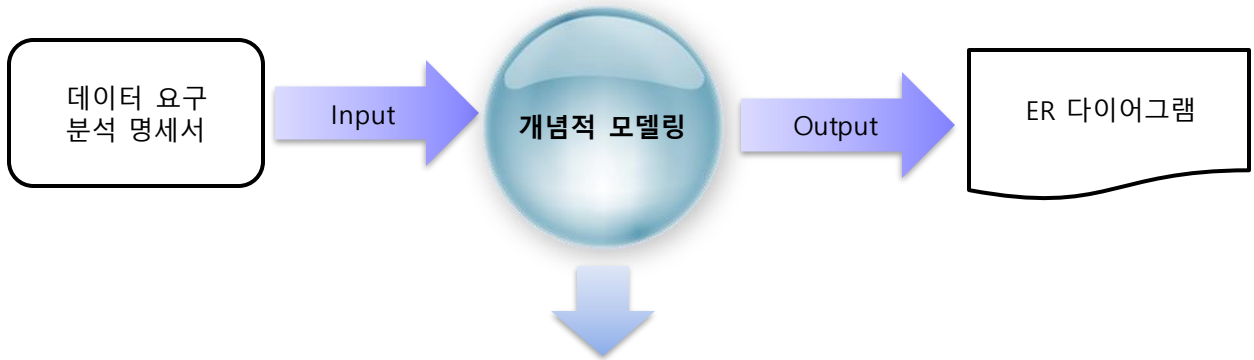 데이터 요구
분석 명세서
Input
개념적 모델링
Output
ER 다이어그램